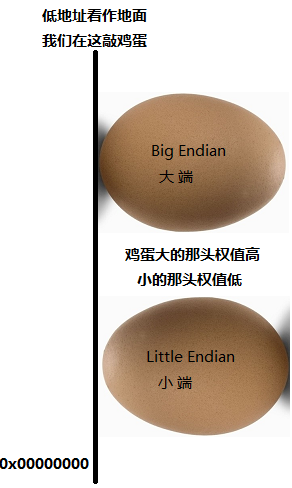 低地址看作地面
我们在这敲鸡蛋
Big Endian
大 端
鸡蛋大的那头权值高
小的那头权值低
Little Endian
小 端
0x00000000